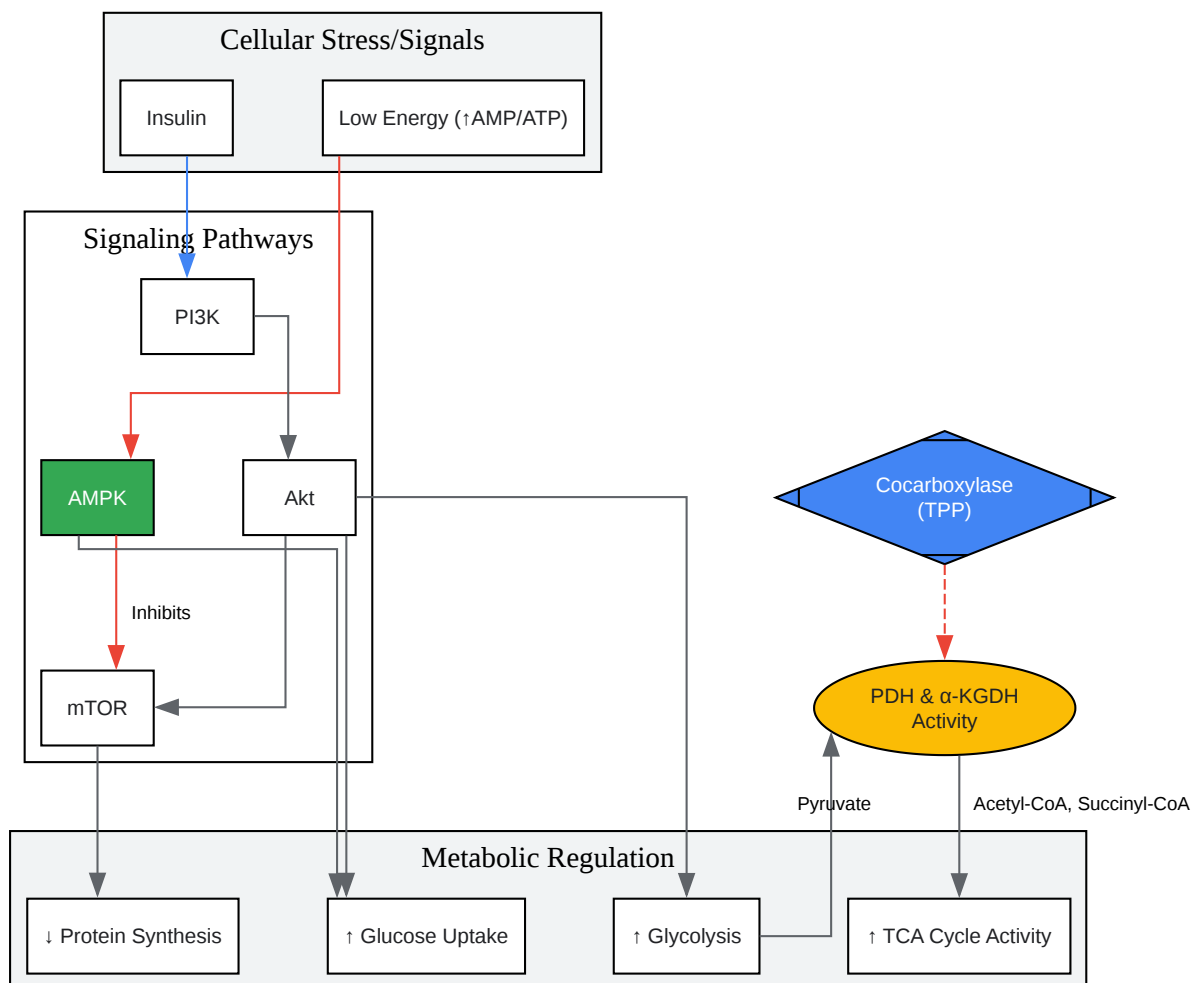 Cellular Stress/Signals
Insulin
Low Energy (↑AMP/ATP)
Signaling Pathways
PI3K
AMPK
Akt
Cocarboxylase
(TPP)
Inhibits
mTOR
PDH & α-KGDH
Activity
Pyruvate
Acetyl-CoA, Succinyl-CoA
Metabolic Regulation
↓ Protein Synthesis
↑ Glucose Uptake
↑ Glycolysis
↑ TCA Cycle Activity